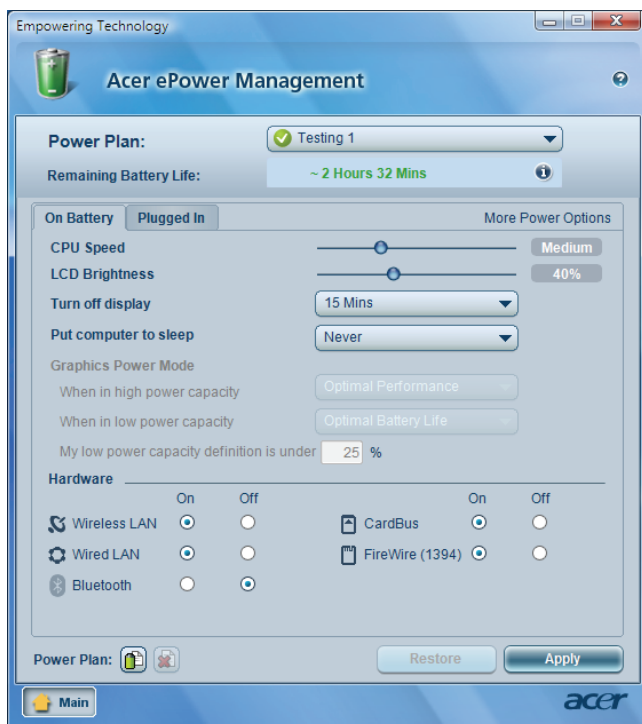 Empowering Technology
Acer ePower Management
Power Plan: Testing 1
Remaining Battery Life: ~ 2 Hours 32 Mins
On Battery Plugged In More Power Options
CPU Speed Medium
LCD Brightness 40%
Turn off display 15 Mins
Put computer to sleep Never
Graphics Power Mode
When in high power capacity Optimal Performance
When in low power capacity Optimal Battery Life
My low power capacity definition is under 25 %
Hardware
On Off On Off
Wireless LAN CardBus
Wired LAN FireWire (1394)
Bluetooth
Power Plan: Restore Apply
Main acer